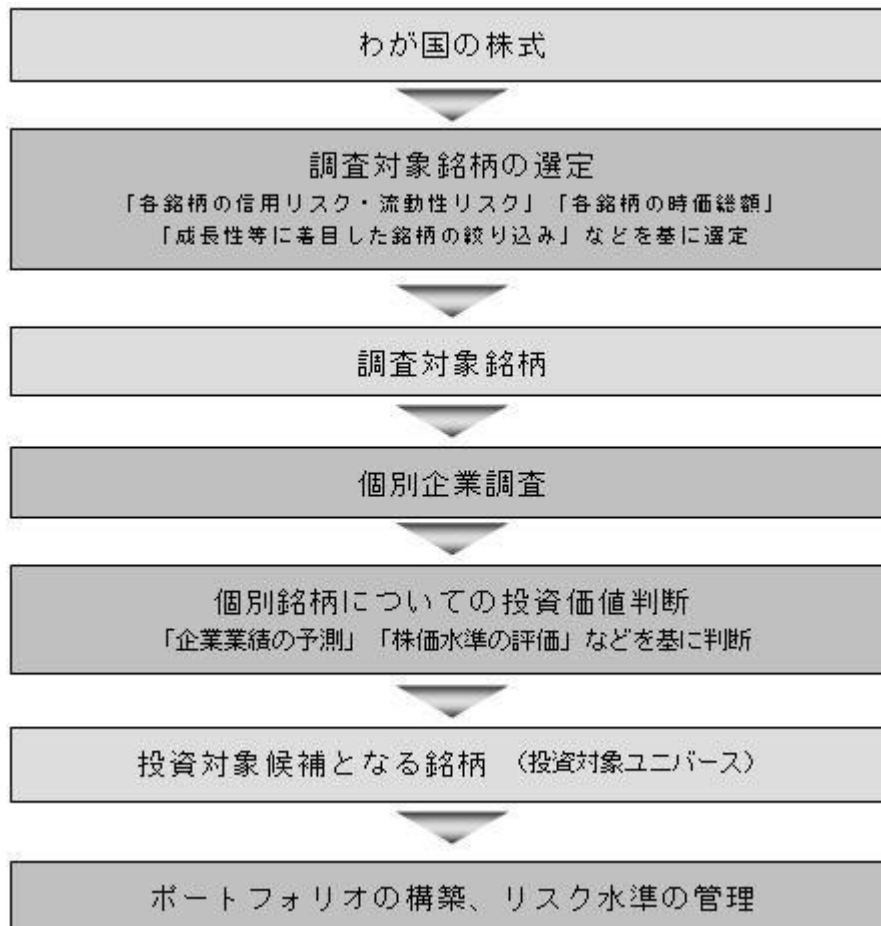 わが国の株式
調査対象銘柄の選定
「各銘柄の信用リスク・流動性リスク」「各銘柄の時価総額」
「成長性等に着目した銘柄の絞り込み」などを基に選定
調査対象銘柄
個別企業調査
個別銘柄についての投資価値判断
「企業業績の予測」「株価水準の評価」などを基に判断
投資対象候補となる銘柄 （投資対象ユニバース）
ポートフォリオの構築、リスク水準の管理